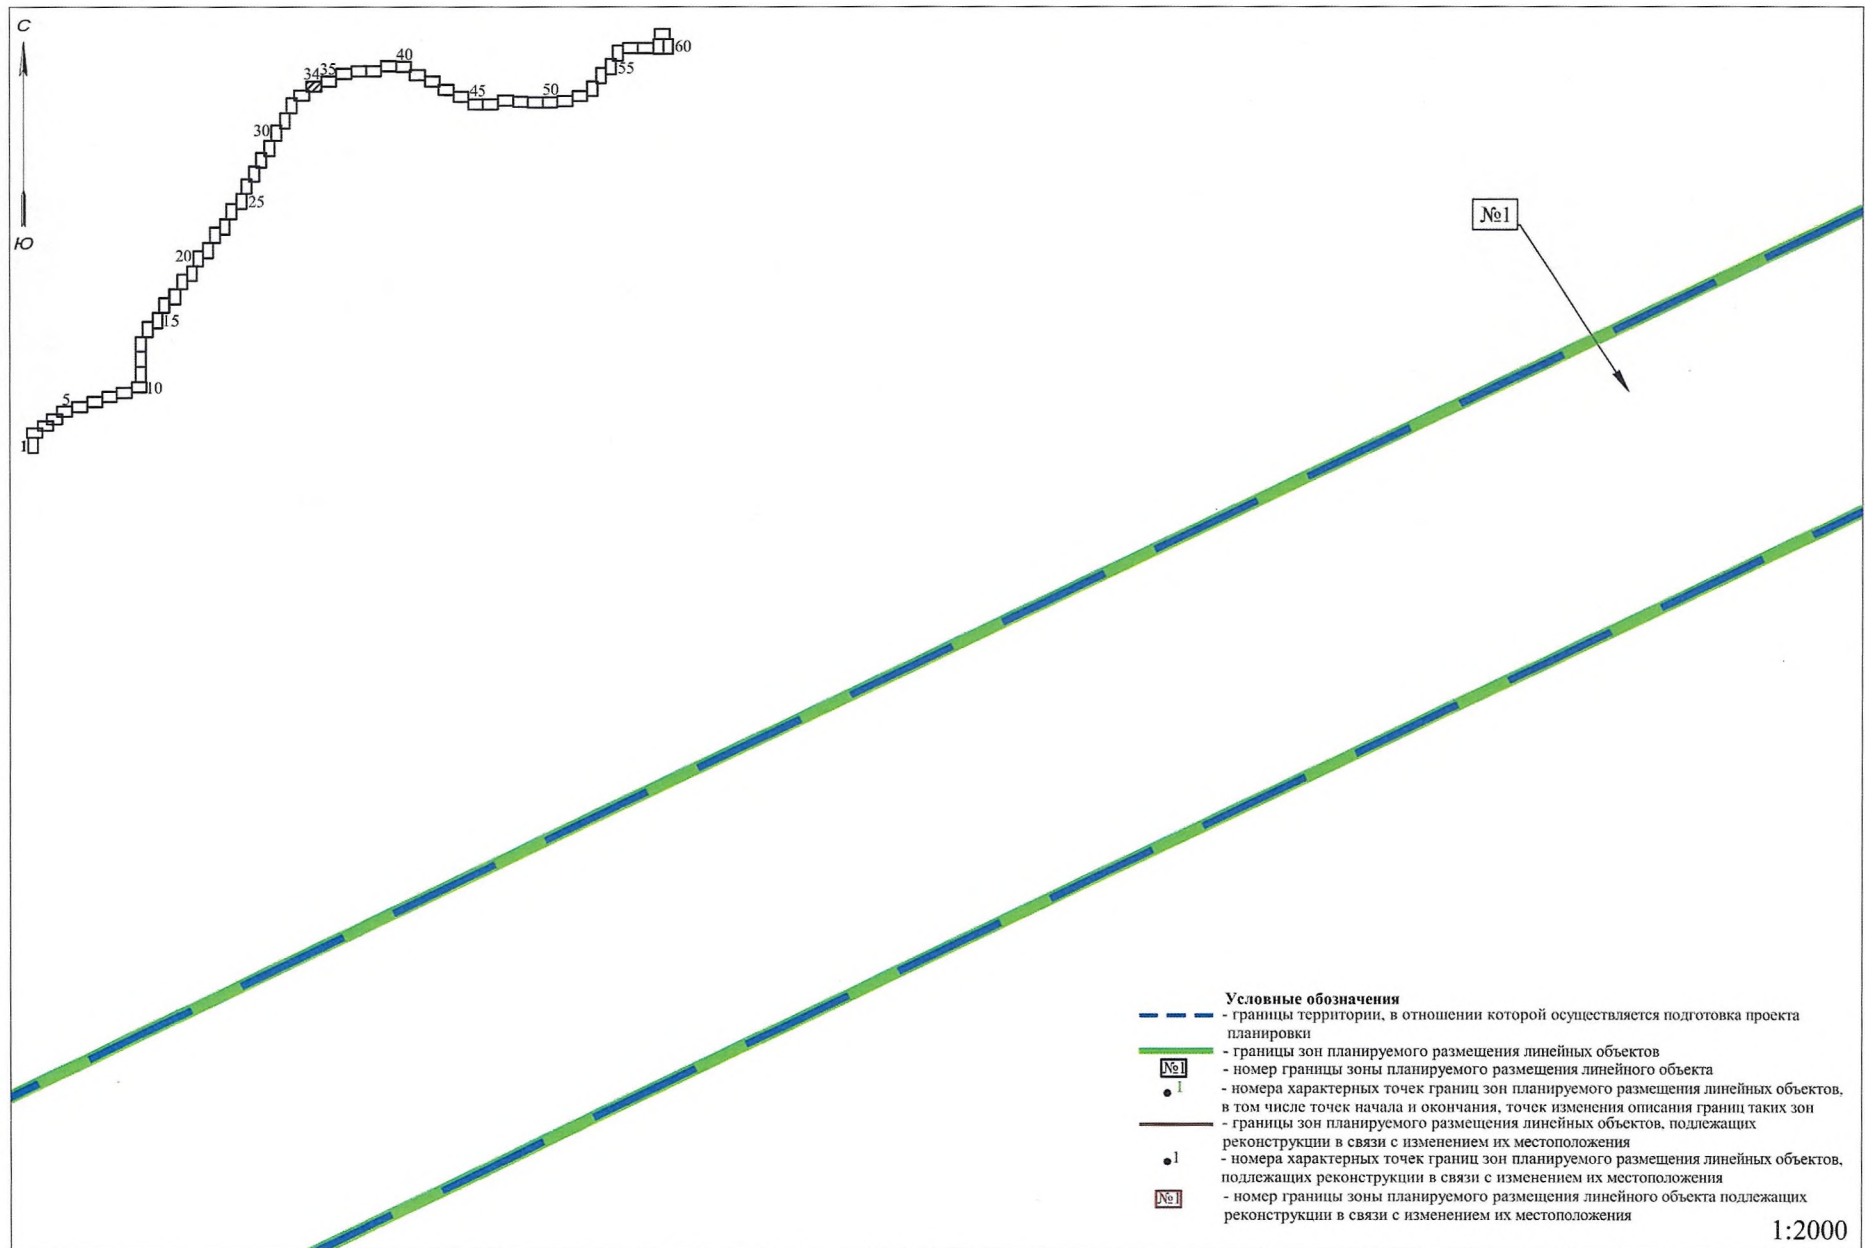 С
Ю
60
55
50
45
40
35
34
30
25
20
15
10
5
1
№1
Условные обозначения
- границы территории, в отношении которой осуществляется подготовка проекта
планировки
- границы зон планируемого размещения линейных объектов
№1 - номер границы зоны планируемого размещения линейного объекта
1 - номера характерных точек границ зон планируемого размещения линейных объектов,
в том числе точек начала и окончания, точек изменения описания границ таких зон
- границы зон планируемого размещения линейных объектов, подлежащих
реконструкции в связи с изменением их местоположения
1 - номера характерных точек границ зон планируемого размещения линейных объектов,
подлежащих реконструкции в связи с изменением их местоположения
№1 - номер границы зоны планируемого размещения линейного объекта подлежащих
реконструкции в связи с изменением их местоположения
1:2000